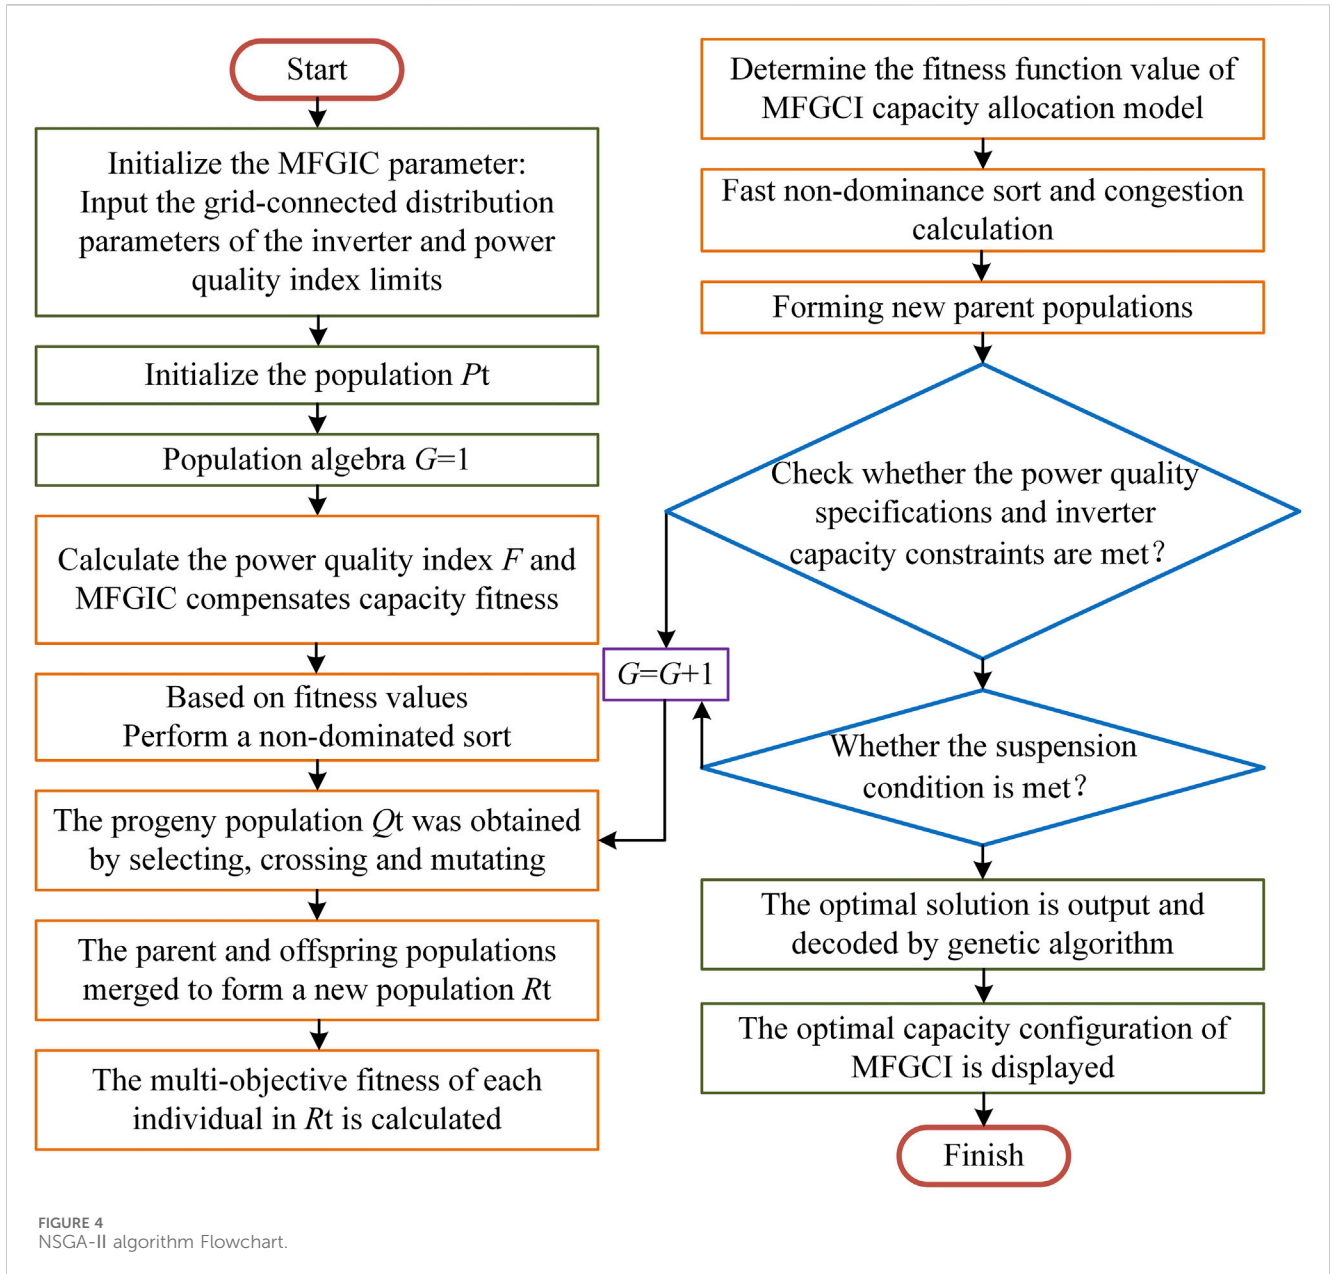 Start
Initialize the MFGIC parameter:
Input the grid-connected distribution
parameters of the inverter and power
quality index limits
Initialize the population Pt
Population algebra G=1
Calculate the power quality index F and
MFGIC compensates capacity fitness
Based on fitness values
Perform a non-dominated sort
The progeny population Qt was obtained
by selecting, crossing and mutating
The parent and offspring populations
merged to form a new population Rt
The multi-objective fitness of each
individual in Rt is calculated
G=G+1
Determine the fitness function value of
MFGCI capacity allocation model
Fast non-dominance sort and congestion
calculation
Forming new parent populations
Check whether the power quality
specifications and inverter
capacity constraints are met?
Whether the suspension
condition is met?
The optimal solution is output and
decoded by genetic algorithm
The optimal capacity configuration of
MFGCI is displayed
Finish
FIGURE 4
NSGA-II algorithm Flowchart.